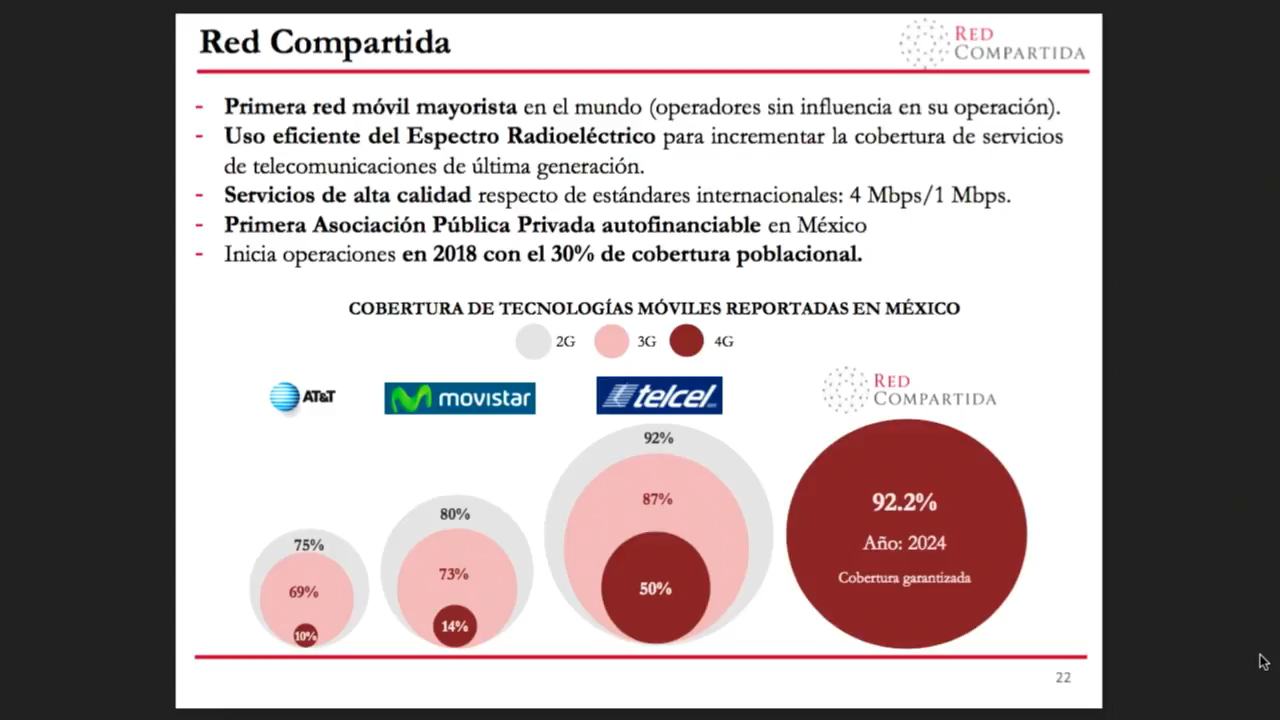 Red Compartida
RED
COMPARTIDA
- Primera red móvil mayorista en el mundo (operadores sin influencia en su operación).
- Uso eficiente del Espectro Radioeléctrico para incrementar la cobertura de servicios
de telecomunicaciones de última generación.
- Servicios de alta calidad respecto de estándares internacionales: 4 Mbps/1 Mbps.
- Primera Asociación Pública Privada autofinanciable en México
- Inicia operaciones en 2018 con el 30% de cobertura poblacional.
COBERTURA DE TECNOLOGÍAS MÓVILES REPORTADAS EN MÉXICO
2G 3G 4G
AT&T
movistar
telcel
RED
COMPARTIDA
75%
69%
10%
80%
73%
14%
92%
87%
50%
92.2%
Año: 2024
Cobertura garantizada
22